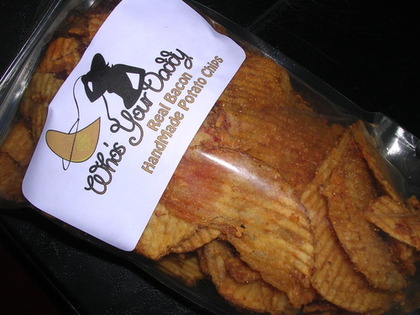 Who's Your Daddy
Real Bacon
HandMade Potato Chips